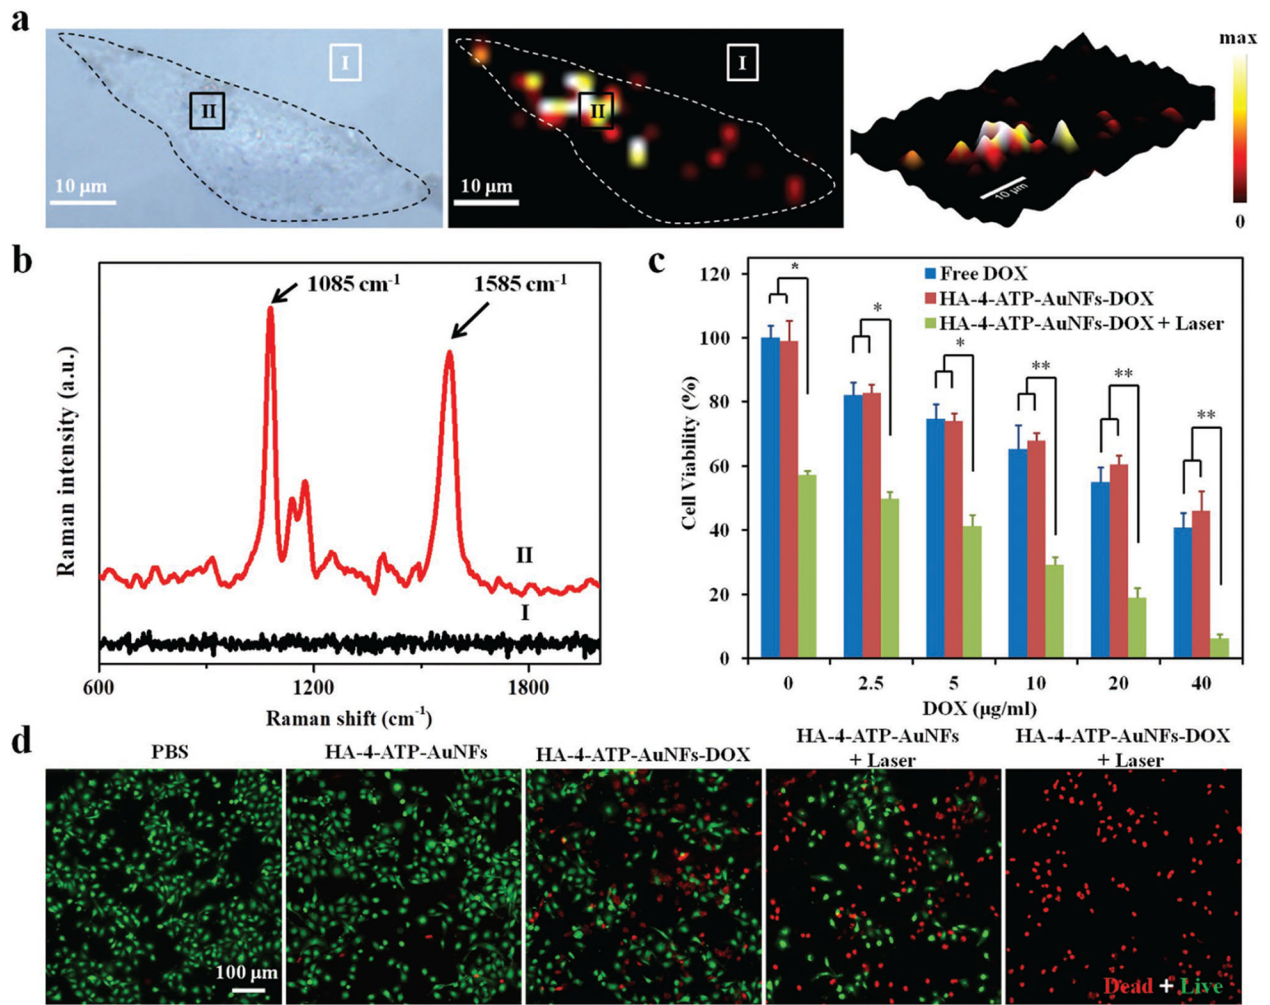 a
I
II
10 μm
I
II
10 μm
10 μm
max
0
b
1085 cm-1
1585 cm-1
II
I
Raman intensity (a.u.)
600
1200
1800
Raman shift (cm-1)
c
Free DOX
HA-4-ATP-AuNFs-DOX
HA-4-ATP-AuNFs-DOX + Laser
*
*
*
**
**
**
Cell Viability (%)
120
100
80
60
40
20
0
0
2.5
5
10
20
40
DOX (μg/ml)
d
PBS
HA-4-ATP-AuNFs
HA-4-ATP-AuNFs-DOX
HA-4-ATP-AuNFs
+ Laser
HA-4-ATP-AuNFs-DOX
+ Laser
100 μm
Dead + Live